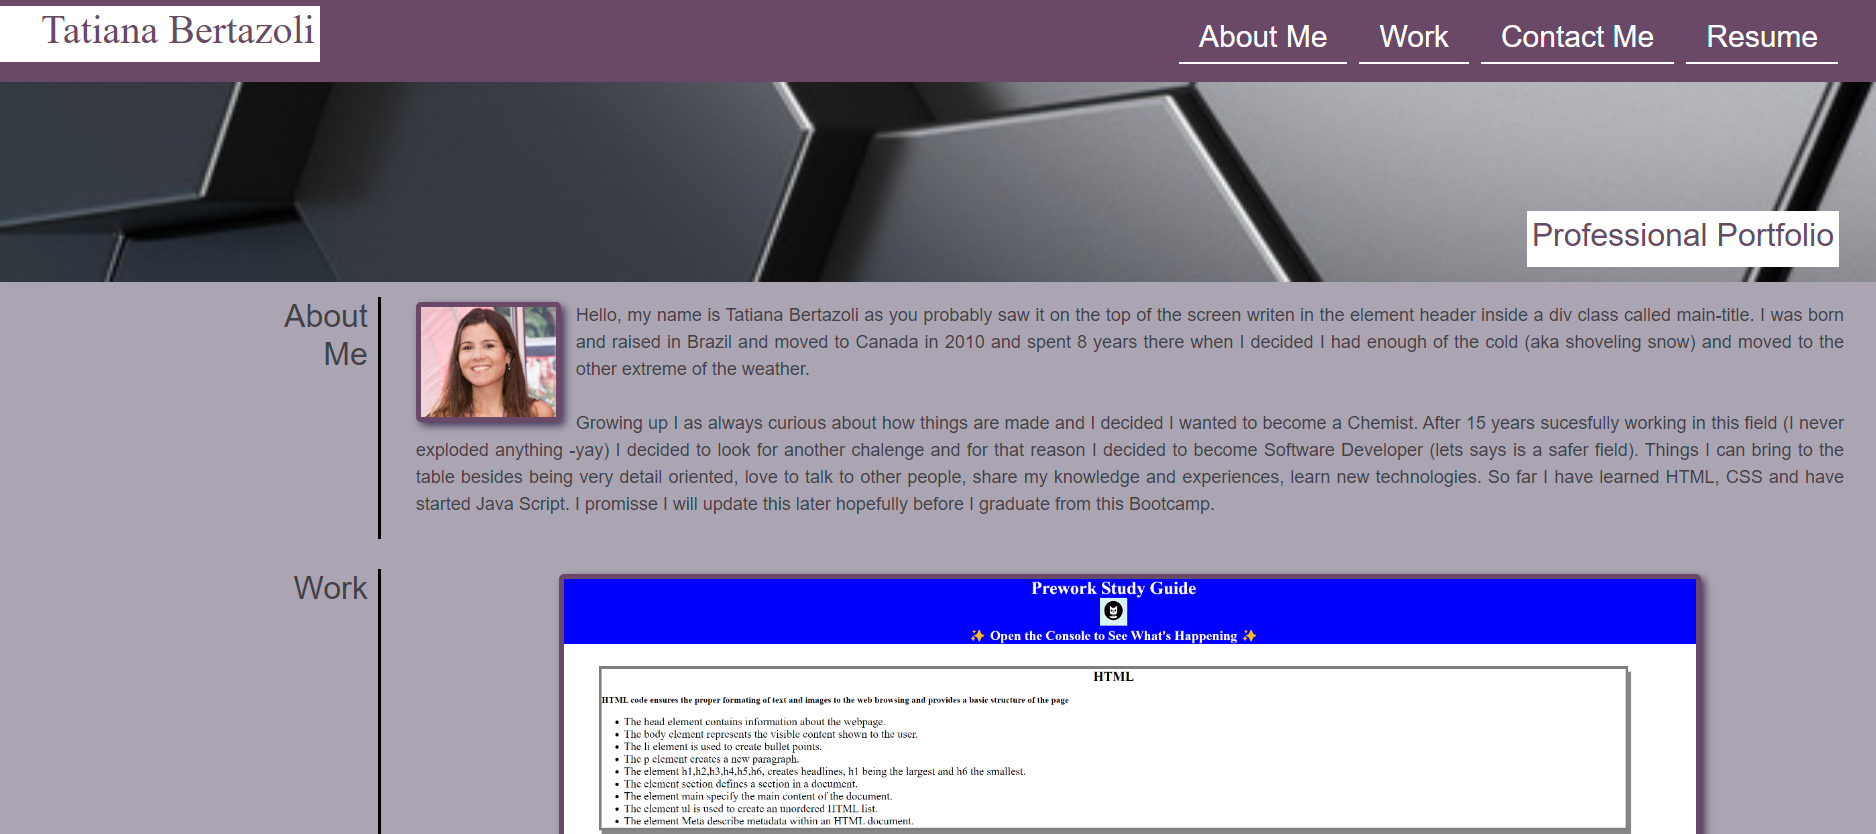 Tatiana Bertazoli
About Me
Work
Contact Me
Resume
Professional Portfolio
About
Me
Hello, my name is Tatiana Bertazoli as you probably saw it on the top of the screen writen in the element header inside a div class called main-title. I was born
and raised in Brazil and moved to Canada in 2010 and spent 8 years there when I decided I had enough of the cold (aka shoveling snow) and moved to the
other extreme of the weather.
Growing up I as always curious about how things are made and I decided I wanted to become a Chemist. After 15 years sucesfully working in this field (I never
exploded anything -yay) I decided to look for another chalenge and for that reason I decided to become Software Developer (lets says is a safer field). Things I can bring to the
table besides being very detail oriented, love to talk to other people, share my knowledge and experiences, learn new technologies. So far I have learned HTML, CSS and have
started Java Script. I promisse I will update this later hopefully before I graduate from this Bootcamp.
Work
Prework Study Guide
✨ Open the Console to See What's Happening ✨
HTML
HTML code ensures the proper formating of text and images to the web browsing and provides a basic structure of the page
• The head element contains information about the webpage.
• The body element represents the visible content shown to the user.
• The li element is used to create bullet points.
• The p element creates a new paragraph.
• The element h1,h2,h3,h4,h5,h6, creates headlines, h1 being the largest and h6 the smallest.
• The element section defines a section in a document.
• The element main specify the main content of the document.
• The element ul is used to create an unordered HTML list.
• The element Meta describe metadata within an HTML document.